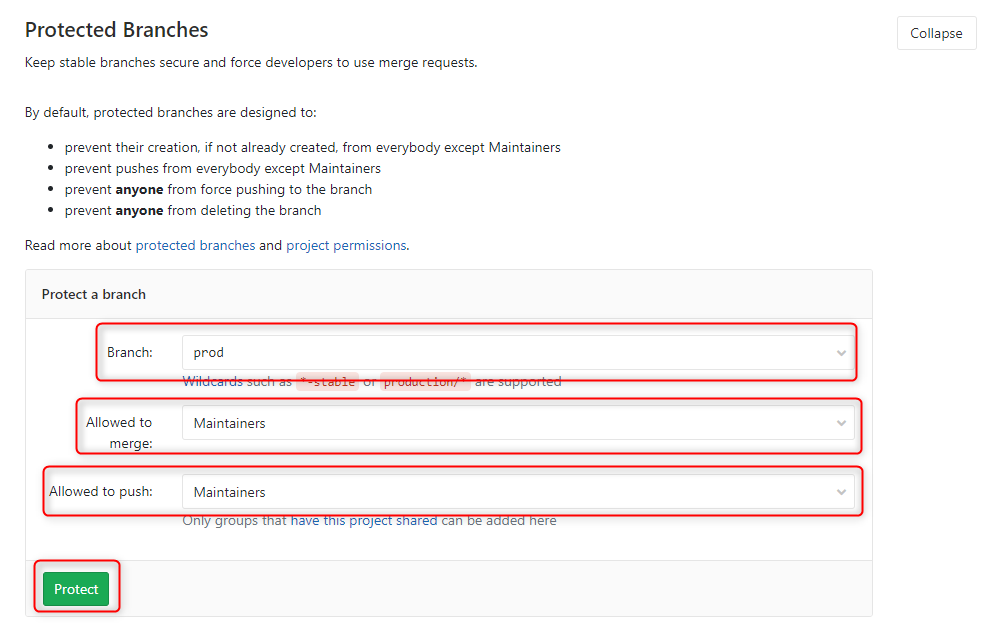 Protected Branches
Collapse
Keep stable branches secure and force developers to use merge requests.
By default, protected branches are designed to:
prevent their creation, if not already created, from everybody except Maintainers
prevent pushes from everybody except Maintainers
prevent anyone from force pushing to the branch
prevent anyone from deleting the branch
Read more about protected branches and project permissions.
Protect a branch
Branch: prod
Wildcards such as *-stable or production/* are supported
Allowed to
merge:
Maintainers
Allowed to push: Maintainers
Only groups that have this project shared can be added here
Protect